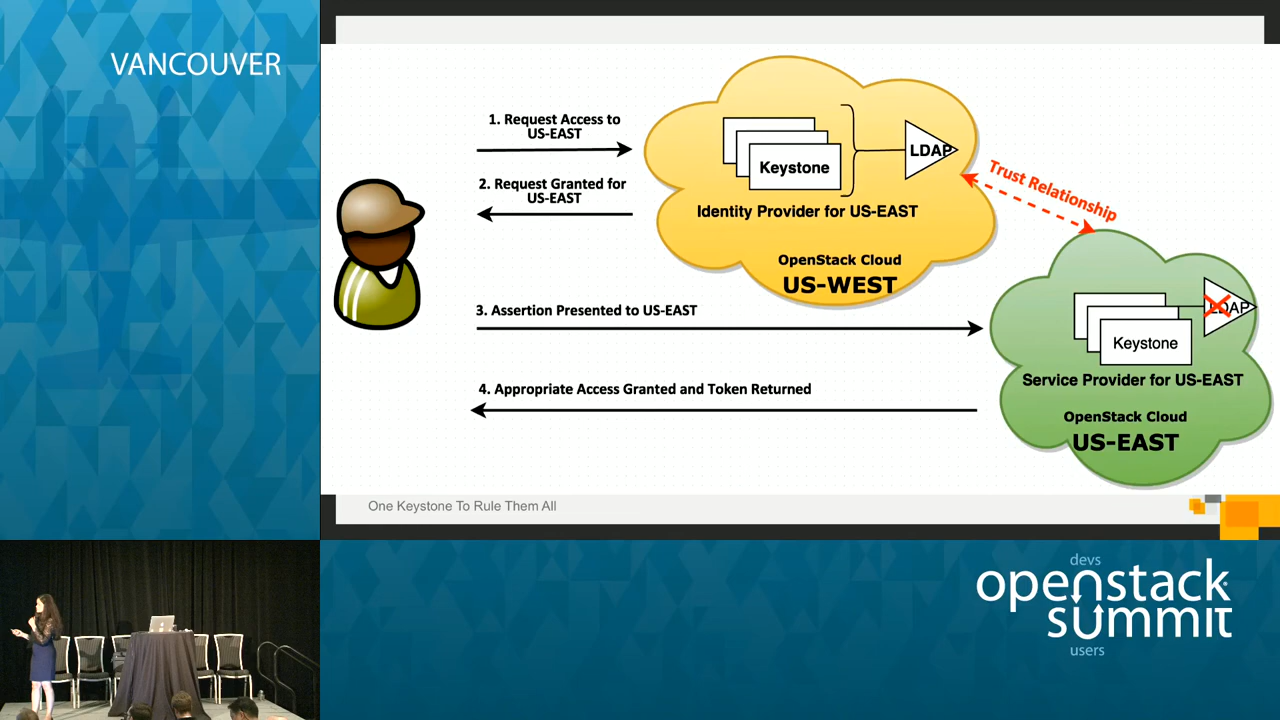 VANCOUVER
1. Request Access to
US-EAST
2. Request Granted for
US-EAST
3. Assertion Presented to US-EAST
4. Appropriate Access Granted and Token Returned
Keystone
LDAP
Identity Provider for US-EAST
OpenStack Cloud
US-WEST
Trust Relationship
LDAP
Keystone
Service Provider for US-EAST
OpenStack Cloud
US-EAST
One Keystone To Rule Them All
devs
openstack
summit
users